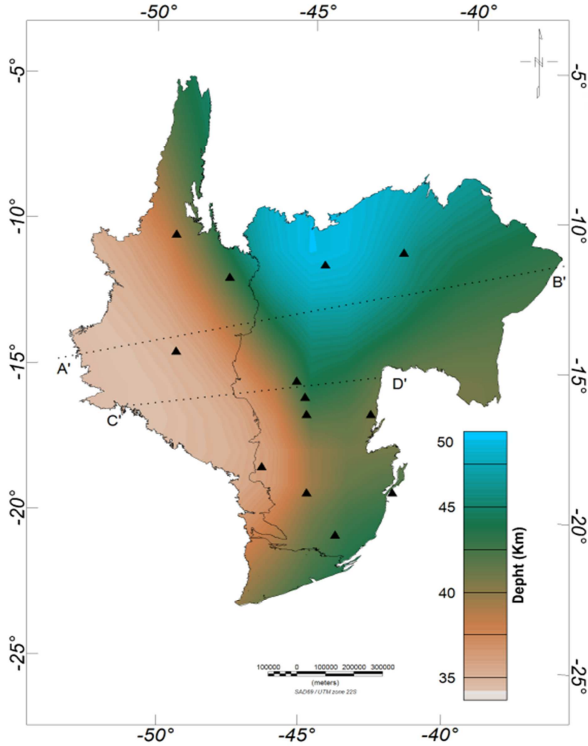 -50° -45° -40°
-5° -5°
N
-10° -10°
B'
A'
-15° -15°
D'
C'
50
45
40
35
Depht (Km)
-20° -20°
100000 0 100000 200000 300000
(meters)
SAD69 / UTM zone 22S
-25° -25°
-50° -45° -40°